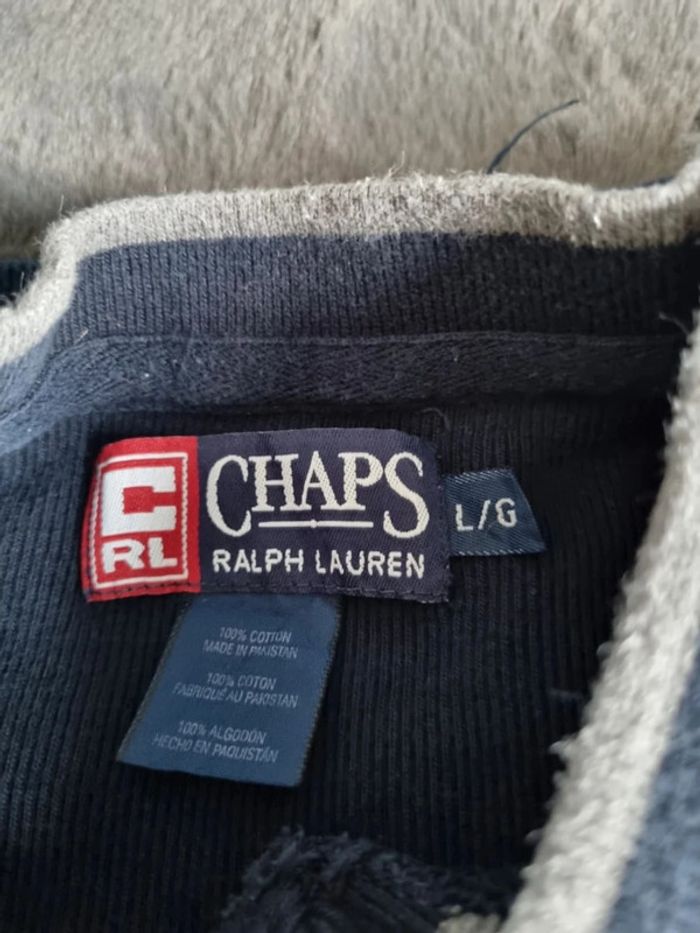 C
RL
CHAPS
RALPH LAUREN
L/G
100% COTTON
MADE IN PAKISTAN
100% COTON
FABRIQUÉ AU PAKISTAN
100% ALGODÓN
HECHO EN PAQUISTÁN